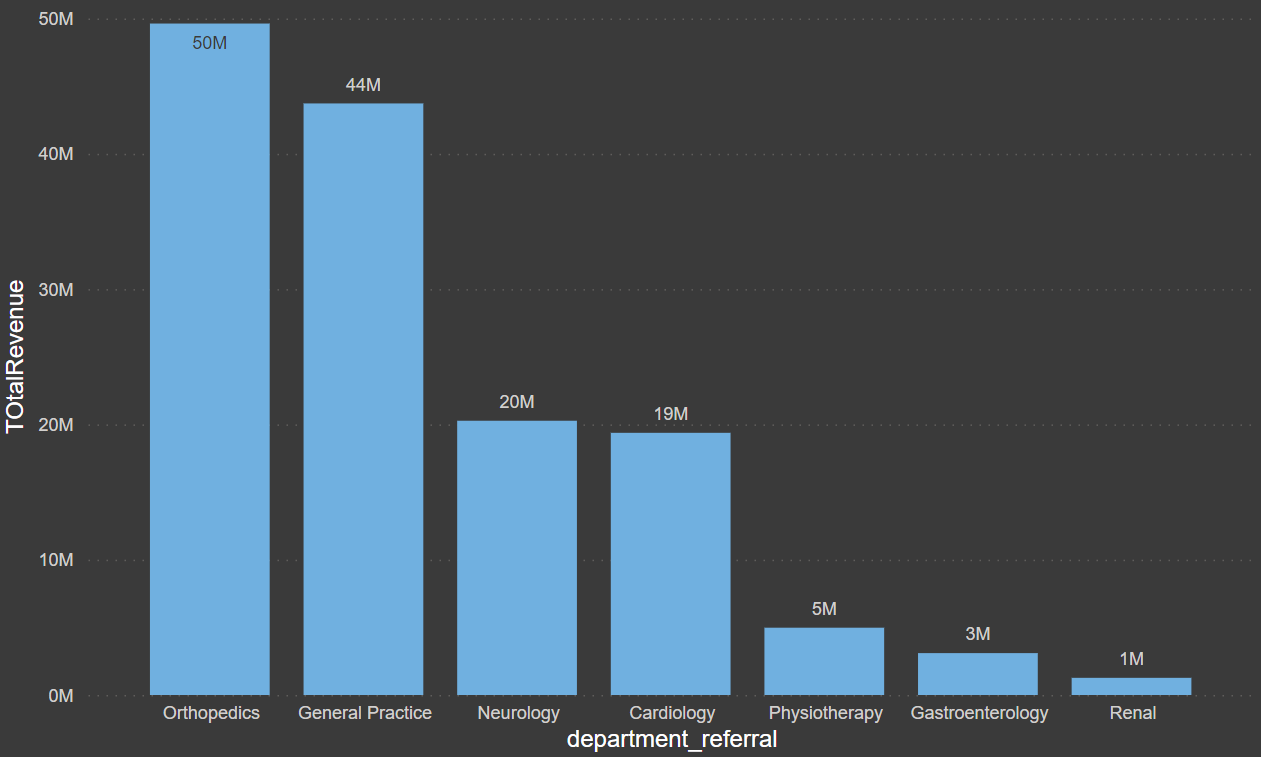 TOtalRevenue
50M
40M
30M
20M
10M
0M
50M
44M
20M
19M
5M
3M
1M
Orthopedics General Practice Neurology Cardiology Physiotherapy Gastroenterology Renal
department_referral